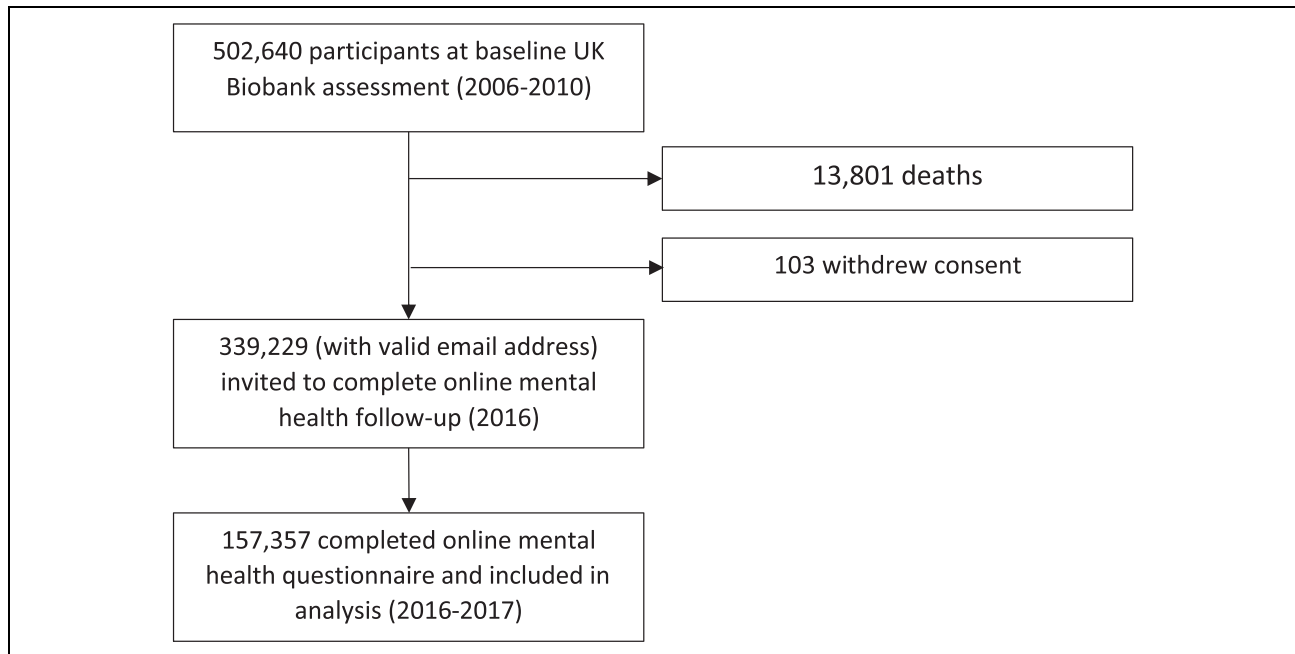 502,640 participants at baseline UK
Biobank assessment (2006-2010)
13,801 deaths
103 withdrew consent
339,229 (with valid email address)
invited to complete online mental
health follow-up (2016)
157,357 completed online mental
health questionnaire and included in
analysis (2016-2017)